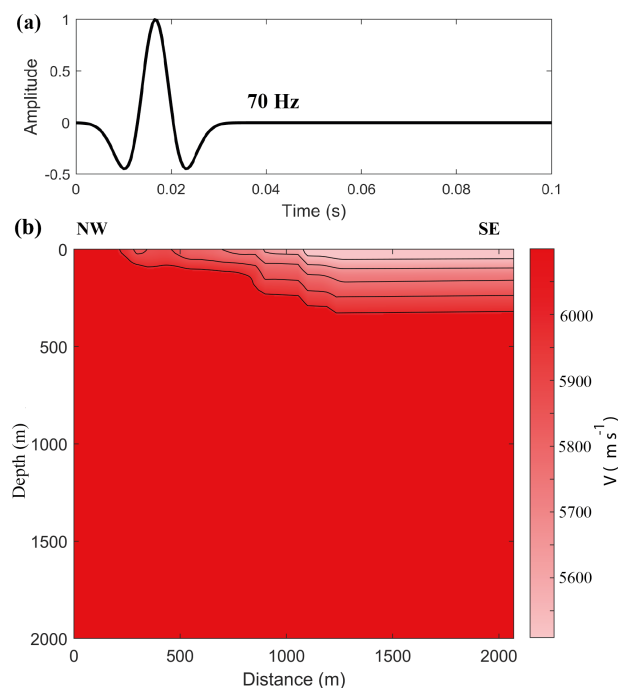 (a)
1
0.5
0
-0.5
Amplitude
70 Hz
0 0.02 0.04 0.06 0.08 0.1
Time (s)
(b) NW SE
0
500
1000
1500
2000
Depth (m)
0 500 1000 1500 2000
Distance (m)
6000
5900
5800
5700
5600
V ( m s-1)